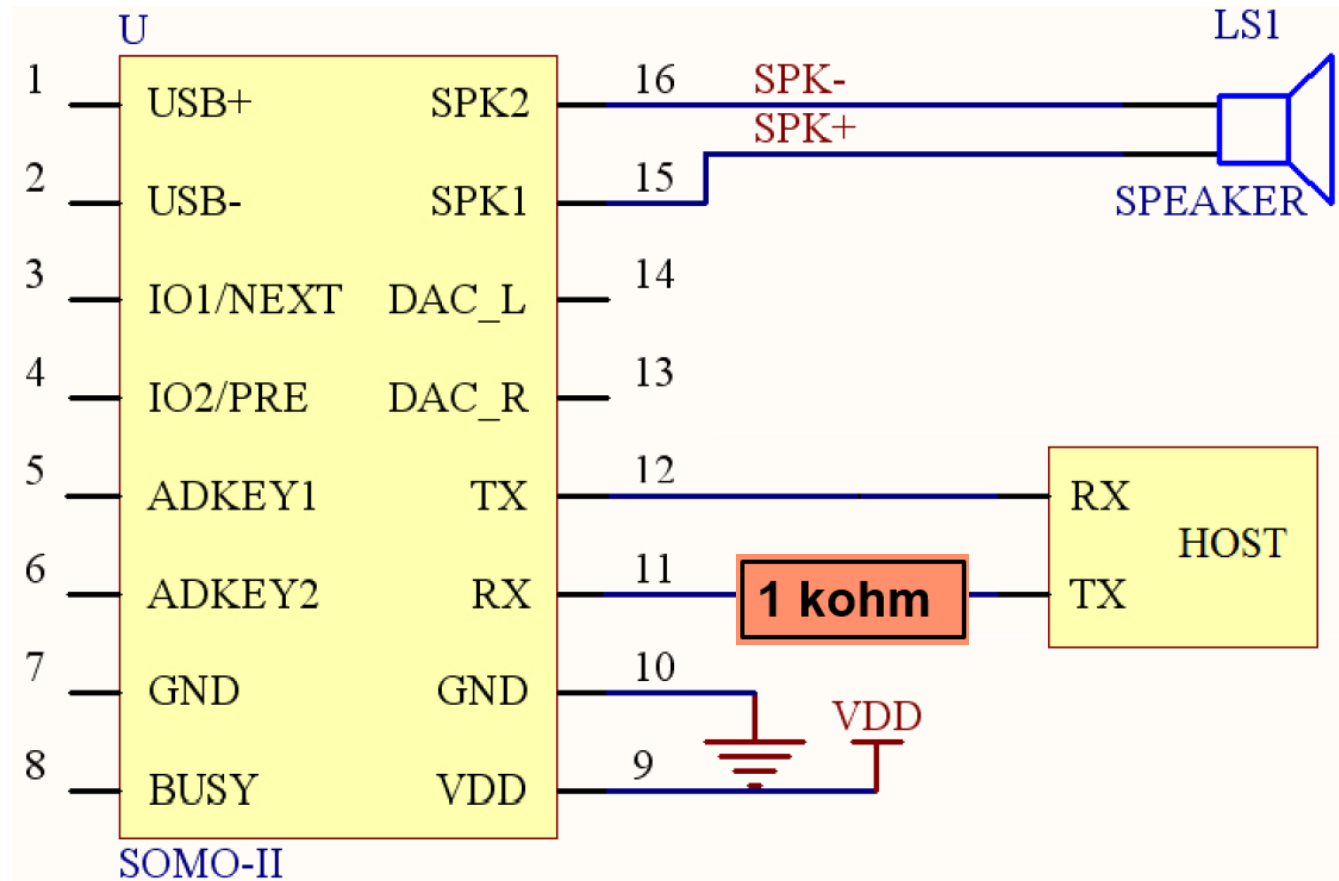 U
LS1
1 USB+ SPK2 16 SPK-
SPK+
2 USB- SPK1 15 SPEAKER
3 IO1/NEXT DAC_L 14
4 IO2/PRE DAC_R 13
5 ADKEY1 TX 12 RX
HOST
6 ADKEY2 RX 11 1 kohm TX
7 GND GND 10
VDD
8 BUSY VDD 9
SOMO-II